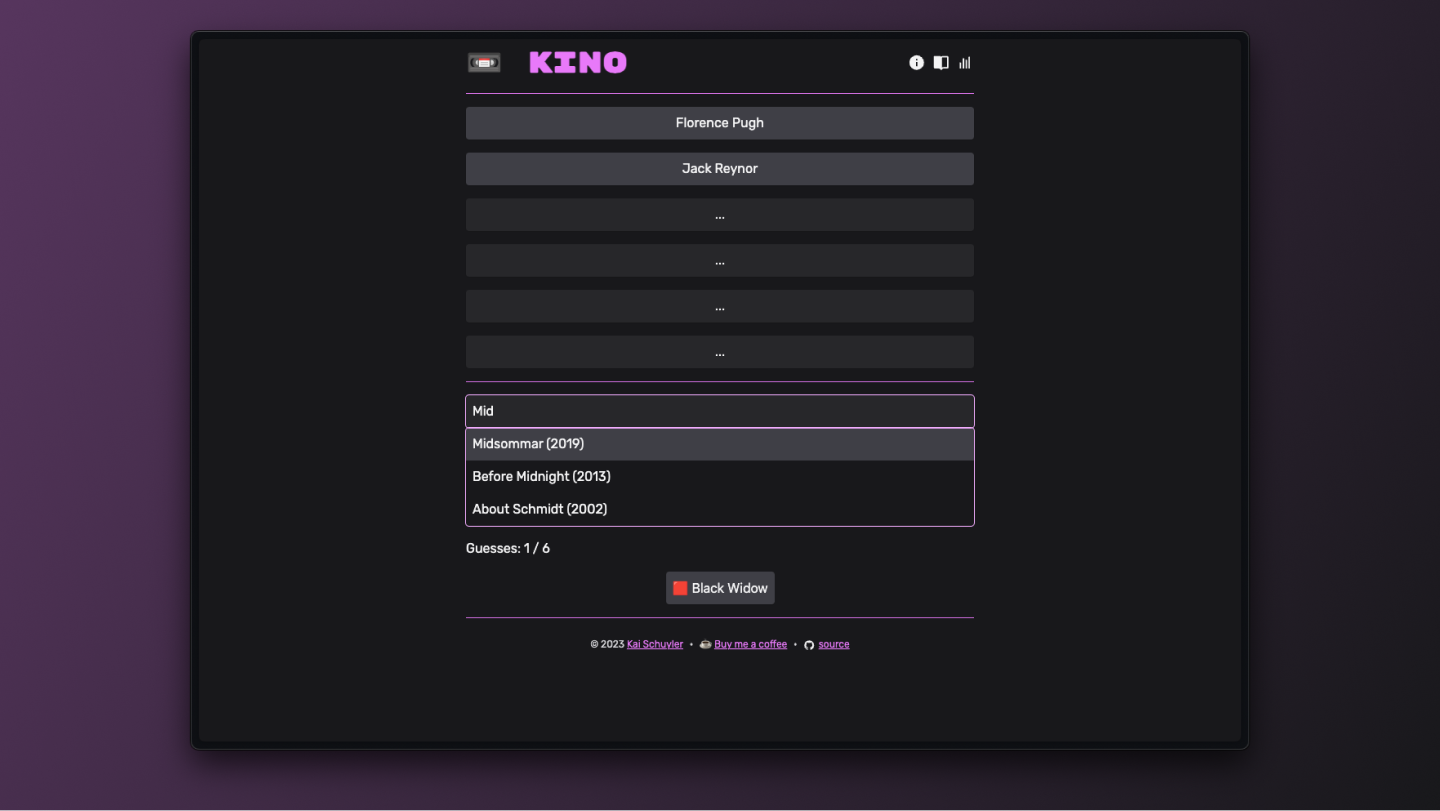 KINO
Florence Pugh
Jack Reynor
...
...
...
...
Mid
Midsommar (2019)
Before Midnight (2013)
About Schmidt (2002)
Guesses: 1 / 6
Black Widow
© 2023 Kai Schuyler • Buy me a coffee • source